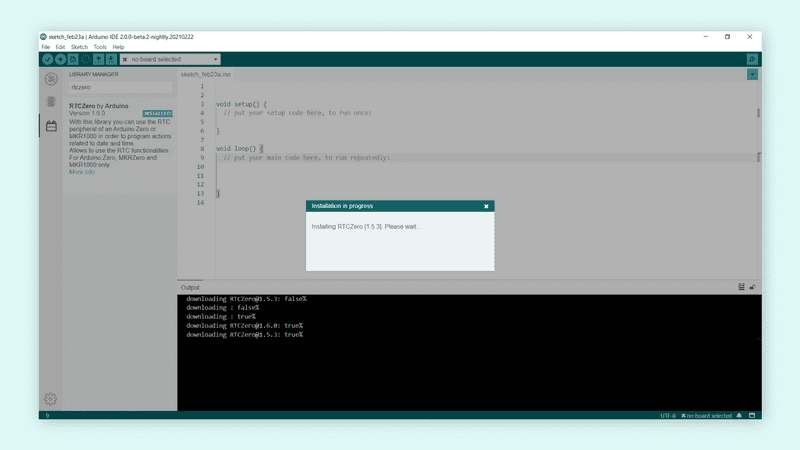 sketch_feb23a | Arduino IDE 2.0.0-beta.2-nightly.20210222
File Edit Sketch Tools Help
no board selected
LIBRARY MANAGER
rtczero
RTCZero by Arduino
Version 1.6.0 INSTALLED
With this library you can use the RTC
peripheral of an Arduino Zero or
MKR1000 in order to program actions
related to date and time.
Allows to use the RTC functionalities.
For Arduino Zero, MKRZero and
MKR1000 only.
More info
sketch_feb23a.ino
1
2
3 void setup() {
4 // put your setup code here, to run once:
5
6 }
7
8 void loop() {
9 // put your main code here, to run repeatedly:
10
11
12
13 }
14
Installation in progress
Installing RTCZero [1.5.3]. Please wait...
Output
downloading RTCZero@1.5.3: false%
downloading : false%
downloading : true%
downloading RTCZero@1.6.0: true%
downloading RTCZero@1.5.3: true%
UTF-8 no board selected